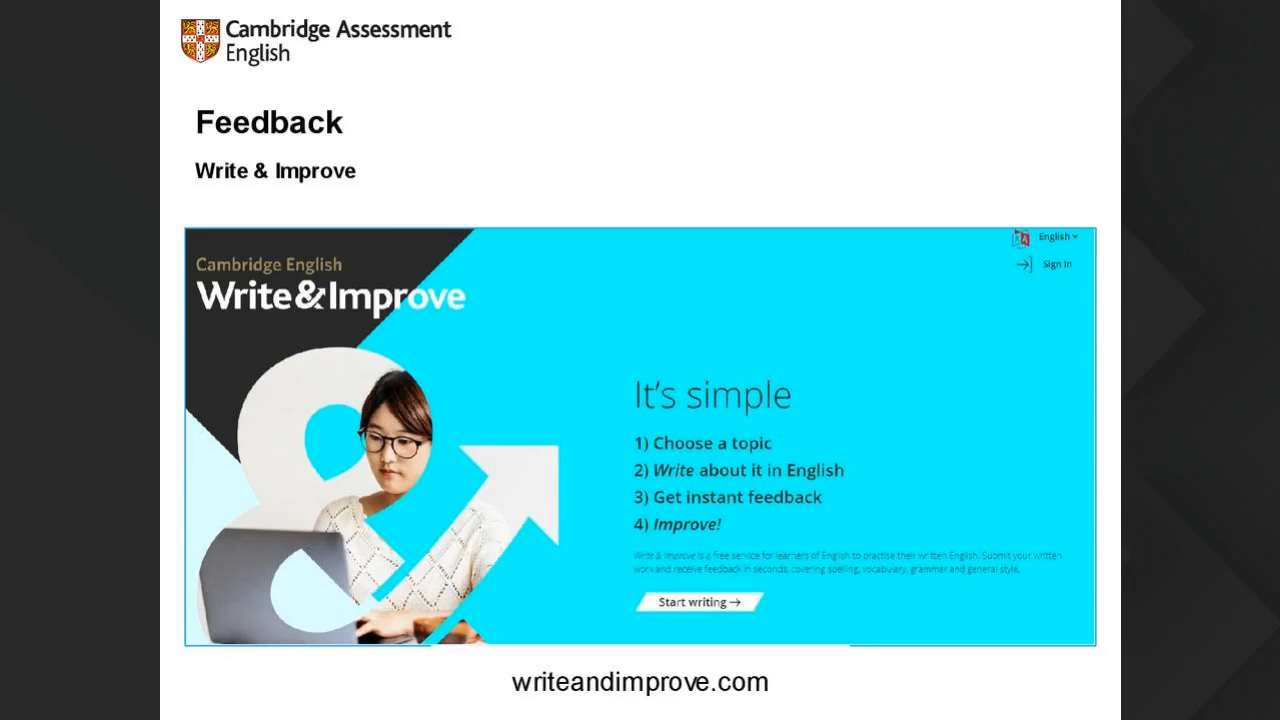 Cambridge Assessment
English
Feedback
Write & Improve
English
Sign In
Cambridge English
Write&Improve
It's simple
1) Choose a topic
2) Write about it in English
3) Get instant feedback
4) Improve!
Write & Improve is a free service for learners of English to practise their written English. Submit your written
work and receive feedback in seconds, covering spelling, vocabulary, grammar and general style.
Start writing →
writeandimprove.com